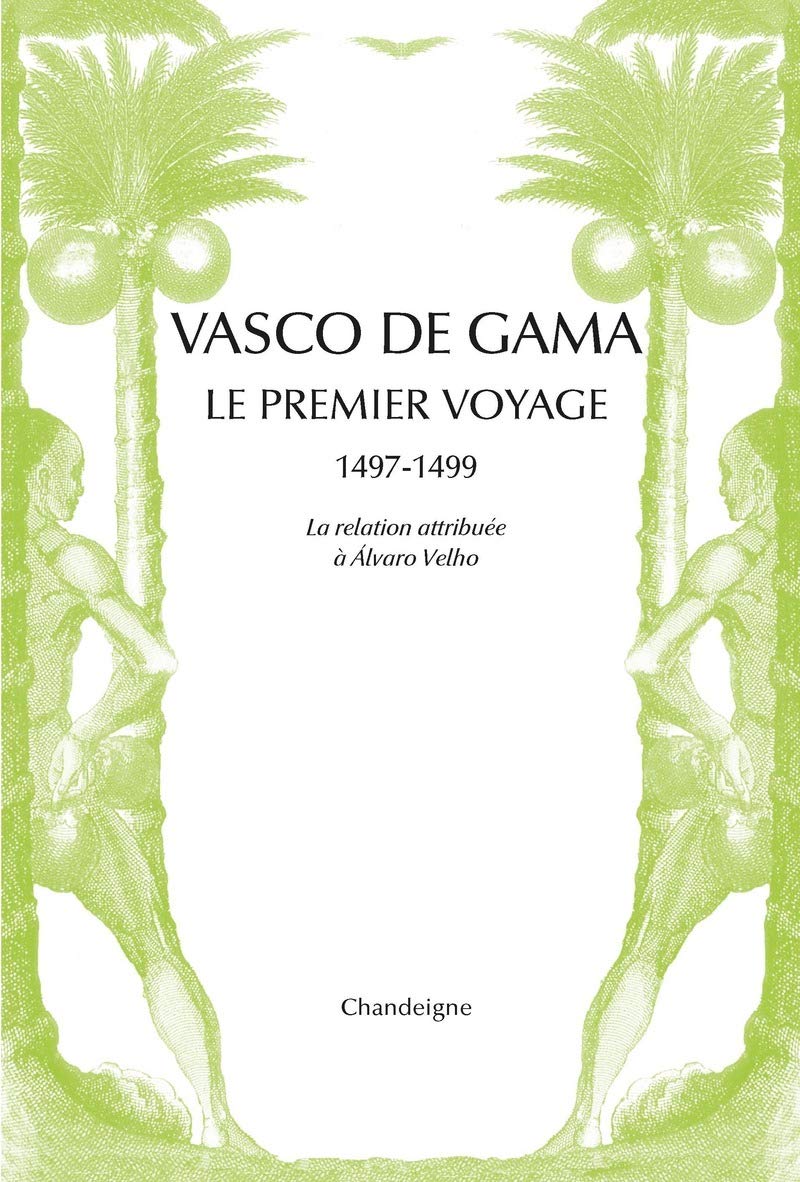 VASCO DE GAMA
LE PREMIER VOYAGE
1497-1499
La relation attribuée
à Álvaro Velho
Chandeigne